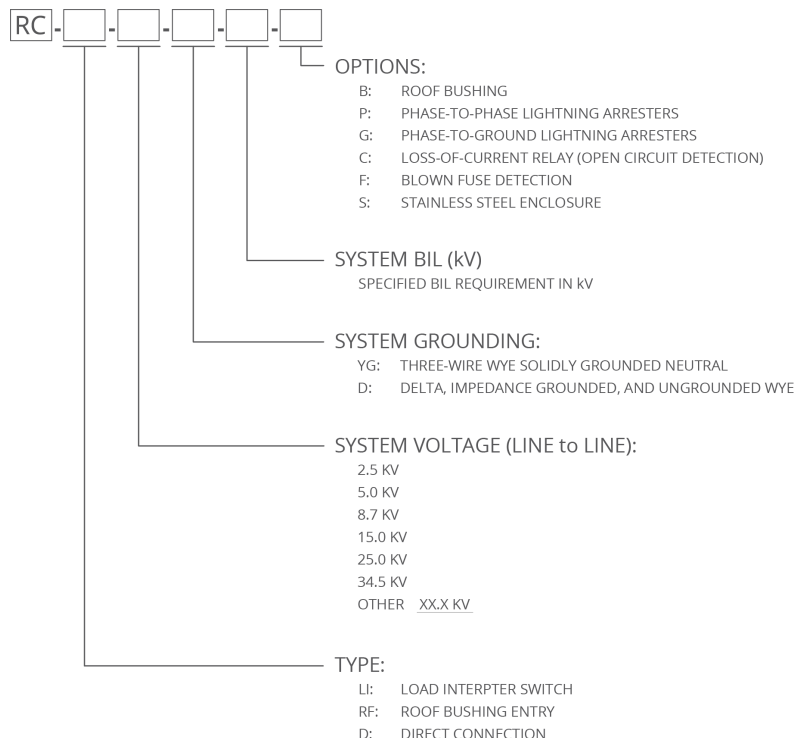 RC - - - - -
OPTIONS:
B: ROOF BUSHING
P: PHASE-TO-PHASE LIGHTNING ARRESTERS
G: PHASE-TO-GROUND LIGHTNING ARRESTERS
C: LOSS-OF-CURRENT RELAY (OPEN CIRCUIT DETECTION)
F: BLOWN FUSE DETECTION
S: STAINLESS STEEL ENCLOSURE
SYSTEM BIL (kV)
SPECIFIED BIL REQUIREMENT IN kV
SYSTEM GROUNDING:
YG: THREE-WIRE WYE SOLIDLY GROUNDED NEUTRAL
D: DELTA, IMPEDANCE GROUNDED, AND UNGROUNDED WYE
SYSTEM VOLTAGE (LINE to LINE):
2.5 KV
5.0 KV
8.7 KV
15.0 KV
25.0 KV
34.5 KV
OTHER XX.X KV
TYPE:
LI: LOAD INTERPTER SWITCH
RF: ROOF BUSHING ENTRY
D: DIRECT CONNECTION